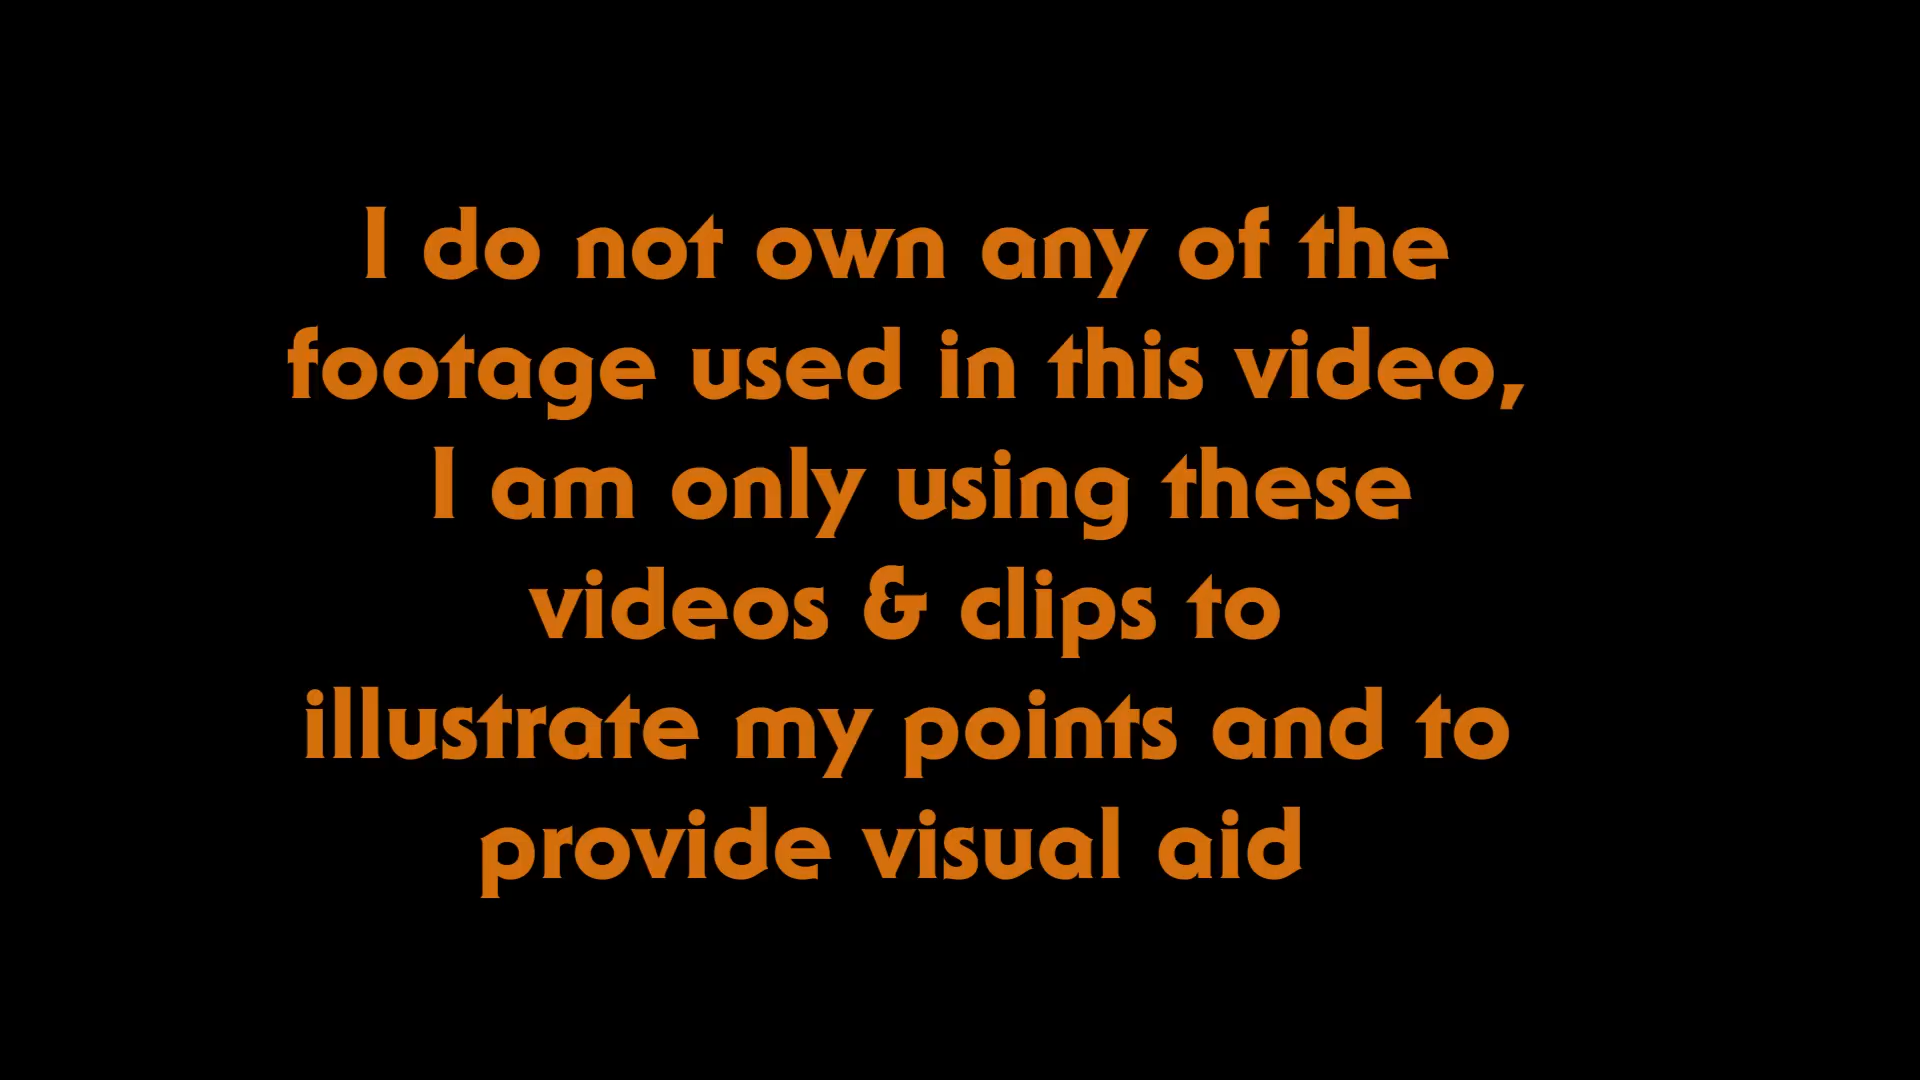 I do not own any of the
footage used in this video,
I am only using these
videos & clips to
illustrate my points and to
provide visual aid